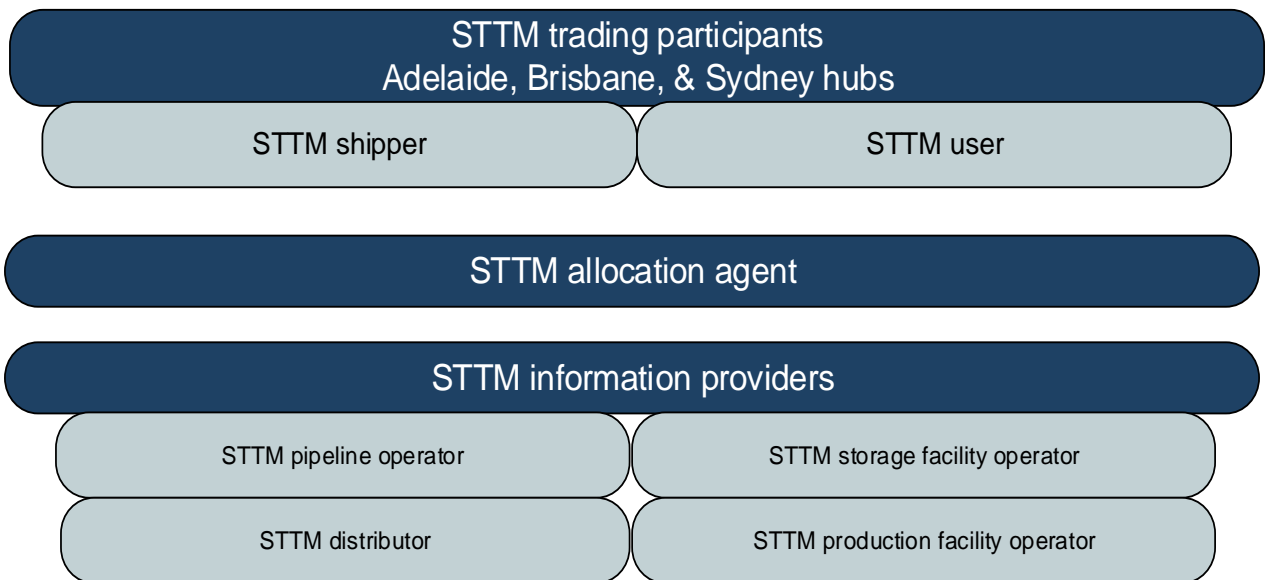 STTM trading participants
Adelaide, Brisbane, & Sydney hubs
STTM shipper
STTM user
STTM allocation agent
STTM information providers
STTM pipeline operator
STTM storage facility operator
STTM distributor
STTM production facility operator